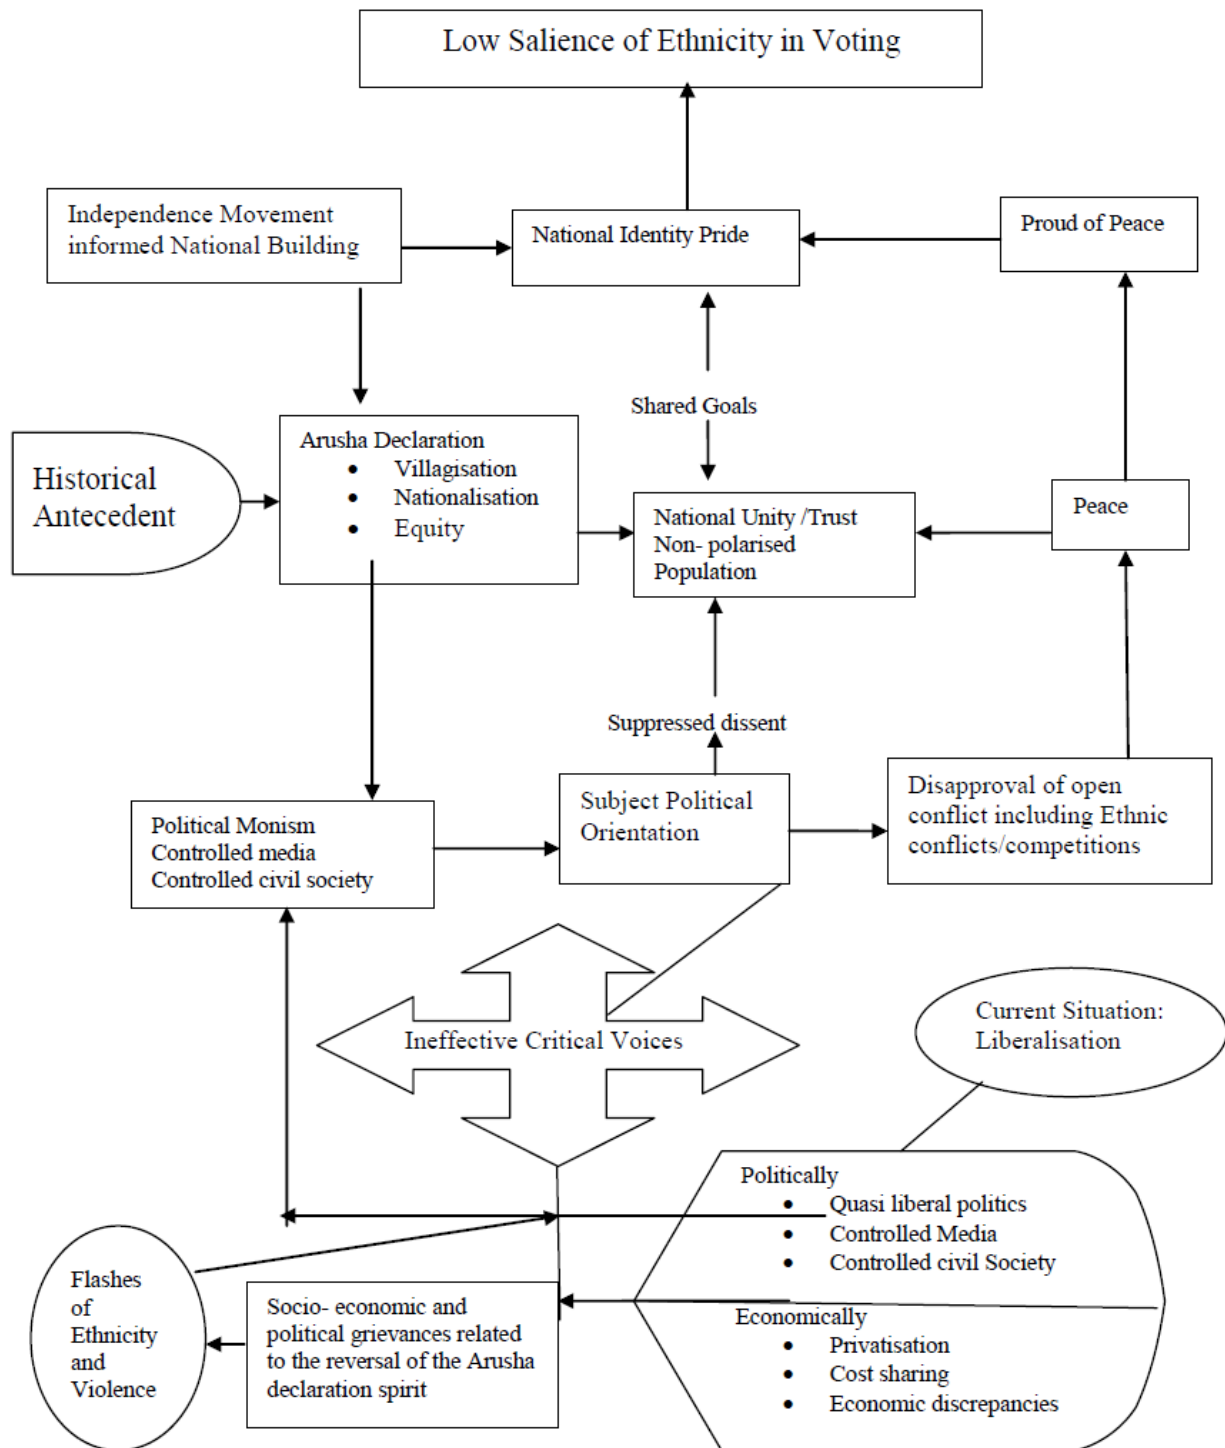 Low Salience of Ethnicity in Voting
Independence Movement
informed National Building
National Identity Pride
Proud of Peace
Shared Goals
Historical
Antecedent
Arusha Declaration
• Villagisation
• Nationalisation
• Equity
National Unity /Trust
Non- polarised
Population
Peace
Suppressed dissent
Political Monism
Controlled media
Controlled civil society
Subject Political
Orientation
Disapproval of open
conflict including Ethnic
conflicts/competitions
Ineffective Critical Voices
Current Situation:
Liberalisation
Politically
• Quasi liberal politics
• Controlled Media
• Controlled civil Society
Economically
• Privatisation
• Cost sharing
• Economic discrepancies
Flashes
of
Ethnicity
and
Violence
Socio- economic and
political grievances related
to the reversal of the Arusha
declaration spirit